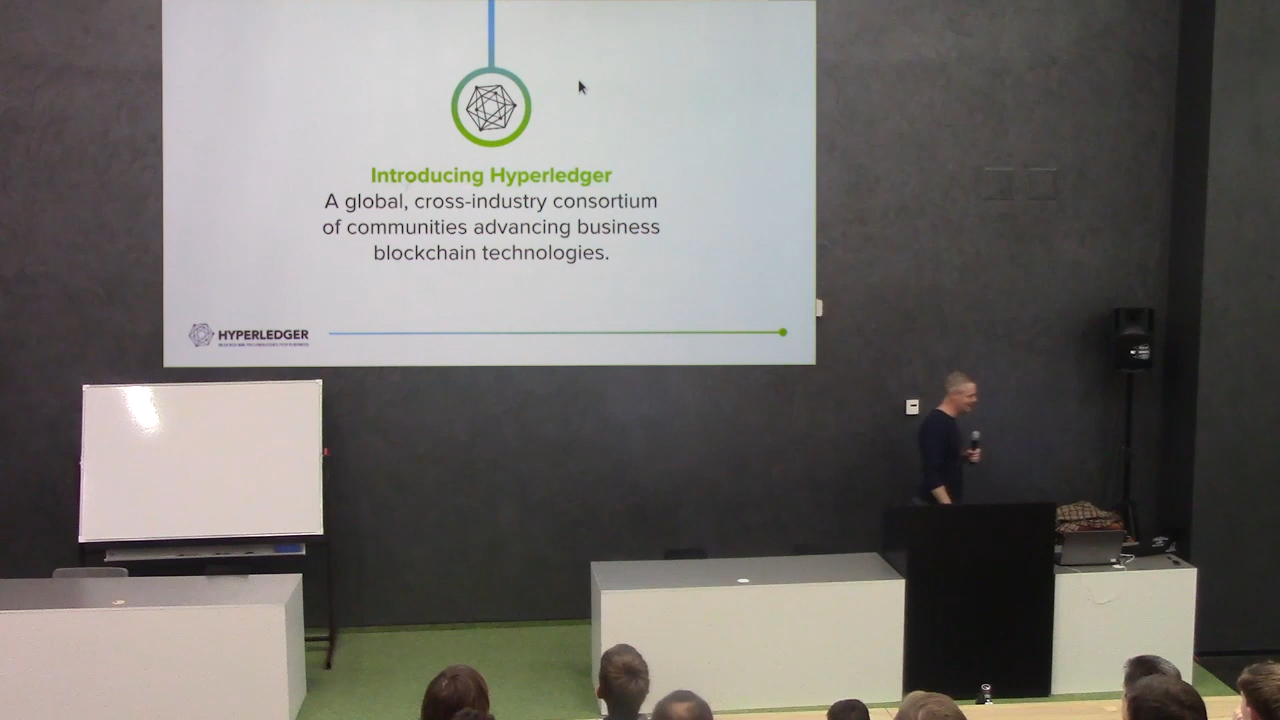 Introducing Hyperledger
A global, cross-industry consortium
of communities advancing business
blockchain technologies.
HYPERLEDGER